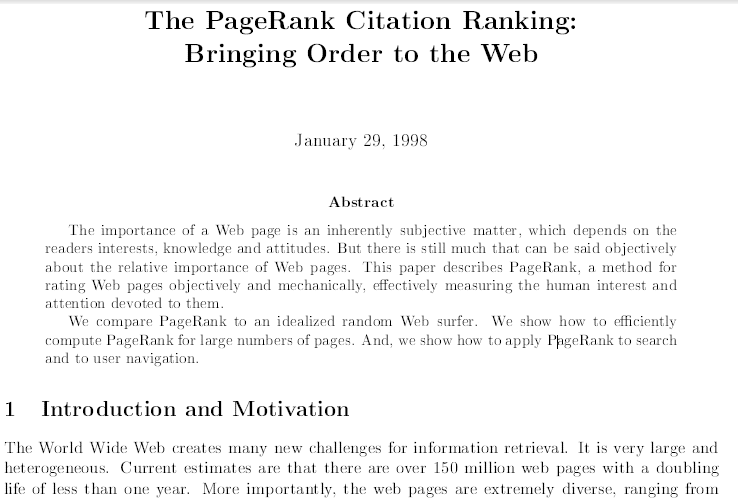 The PageRank Citation Ranking:
Bringing Order to the Web
January 29, 1998
Abstract
The importance of a Web page is an inherently subjective matter, which depends on the
readers interests, knowledge and attitudes. But there is still much that can be said objectively
about the relative importance of Web pages. This paper describes PageRank, a method for
rating Web pages objectively and mechanically, effectively measuring the human interest and
attention devoted to them.
We compare PageRank to an idealized random Web surfer. We show how to efficiently
compute PageRank for large numbers of pages. And, we show how to apply PageRank to search
and to user navigation.
1 Introduction and Motivation
The World Wide Web creates many new challenges for information retrieval. It is very large and
heterogeneous. Current estimates are that there are over 150 million web pages with a doubling
life of less than one year. More importantly, the web pages are extremely diverse, ranging from